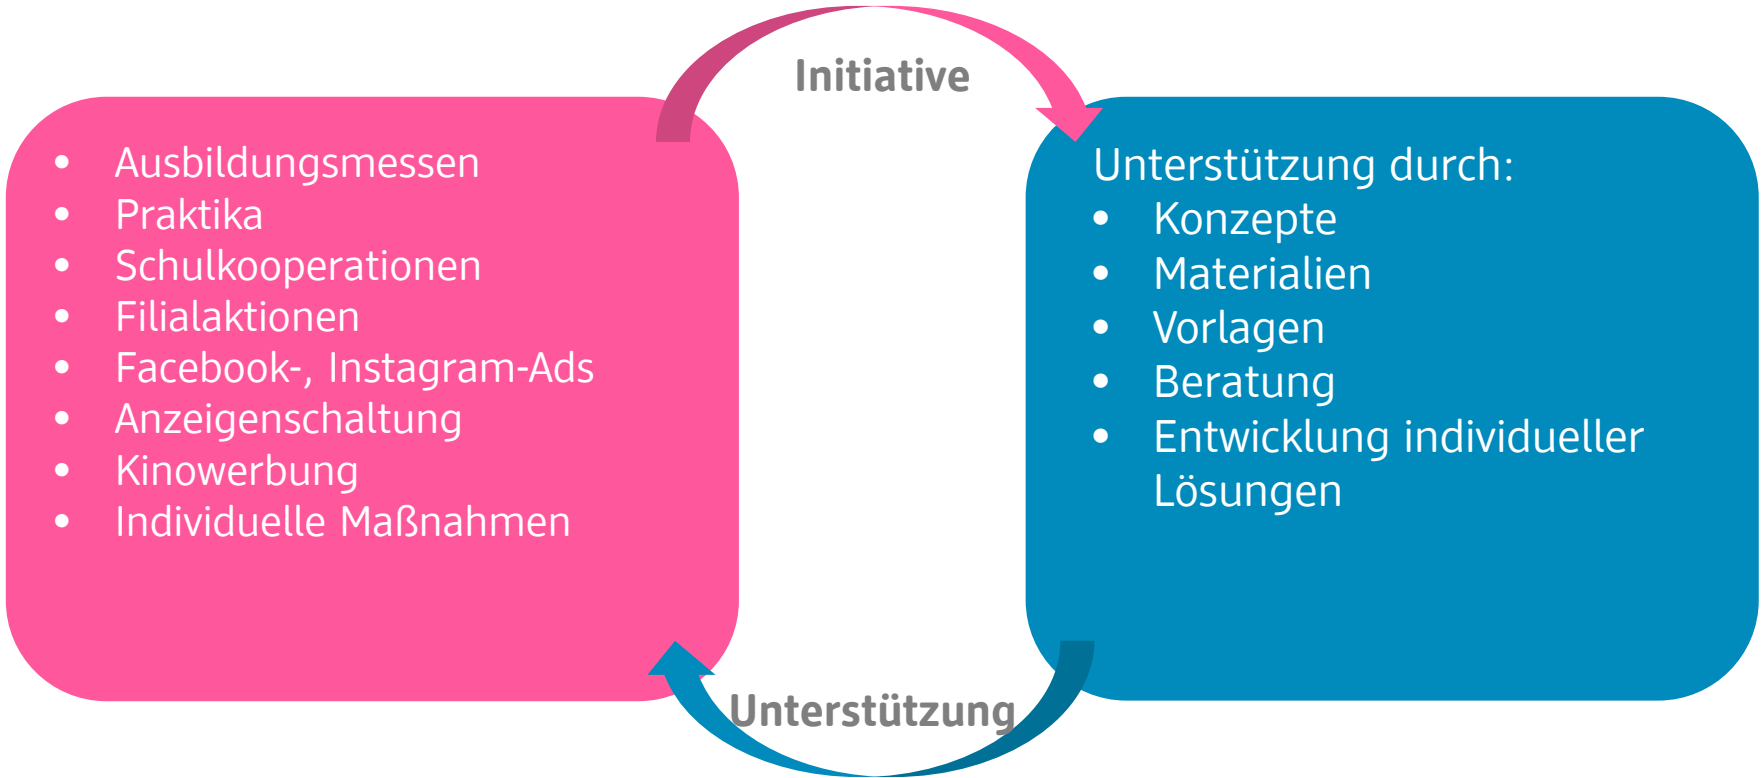 Initiative
• Ausbildungsmessen
• Praktika
• Schulkooperationen
• Filialaktionen
• Facebook-, Instagram-Ads
• Anzeigenschaltung
• Kinowerbung
• Individuelle Maßnahmen
Unterstützung durch:
• Konzepte
• Materialien
• Vorlagen
• Beratung
• Entwicklung individueller
Lösungen
Unterstützung